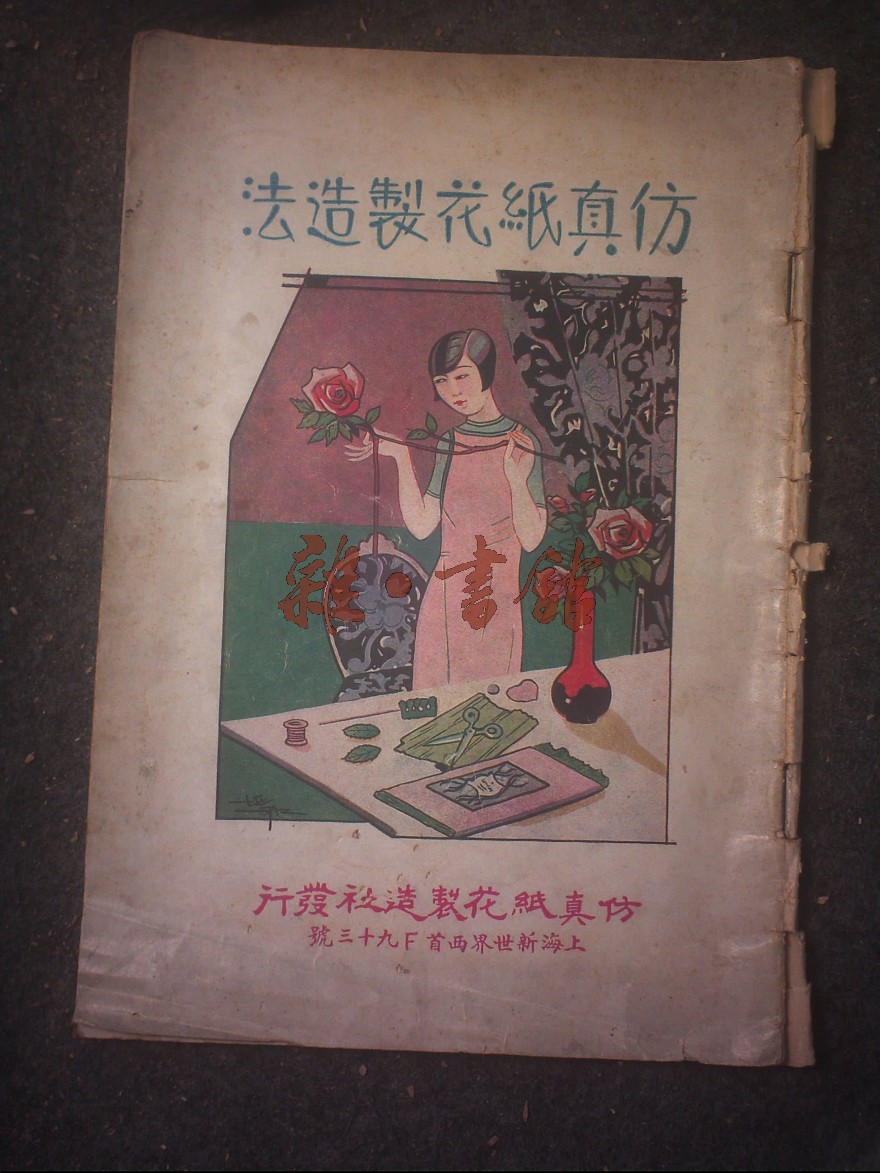 仿真紙花製造法
雜·書館
仿真紙花製造社發行
上海新世界西首F九十三號